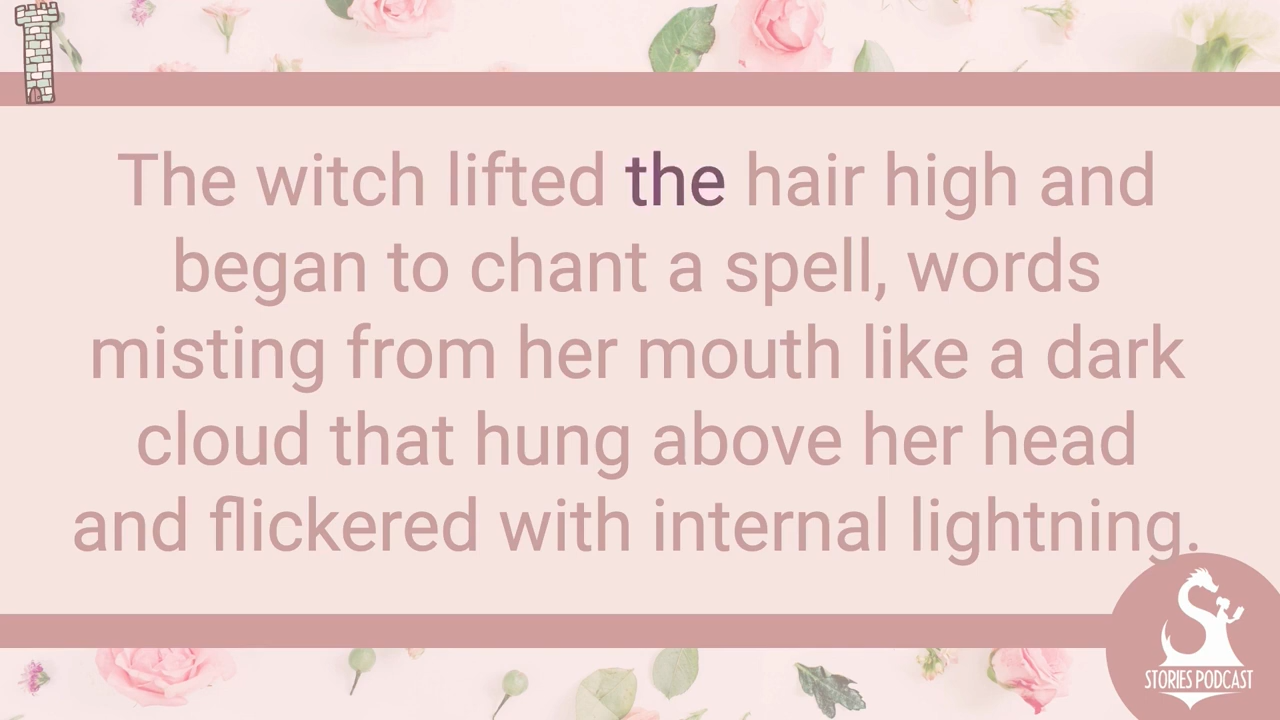 The witch lifted the hair high and
began to chant a spell, words
misting from her mouth like a dark
cloud that hung above her head
and flickered with internal lightning.
STORIES PODCAST